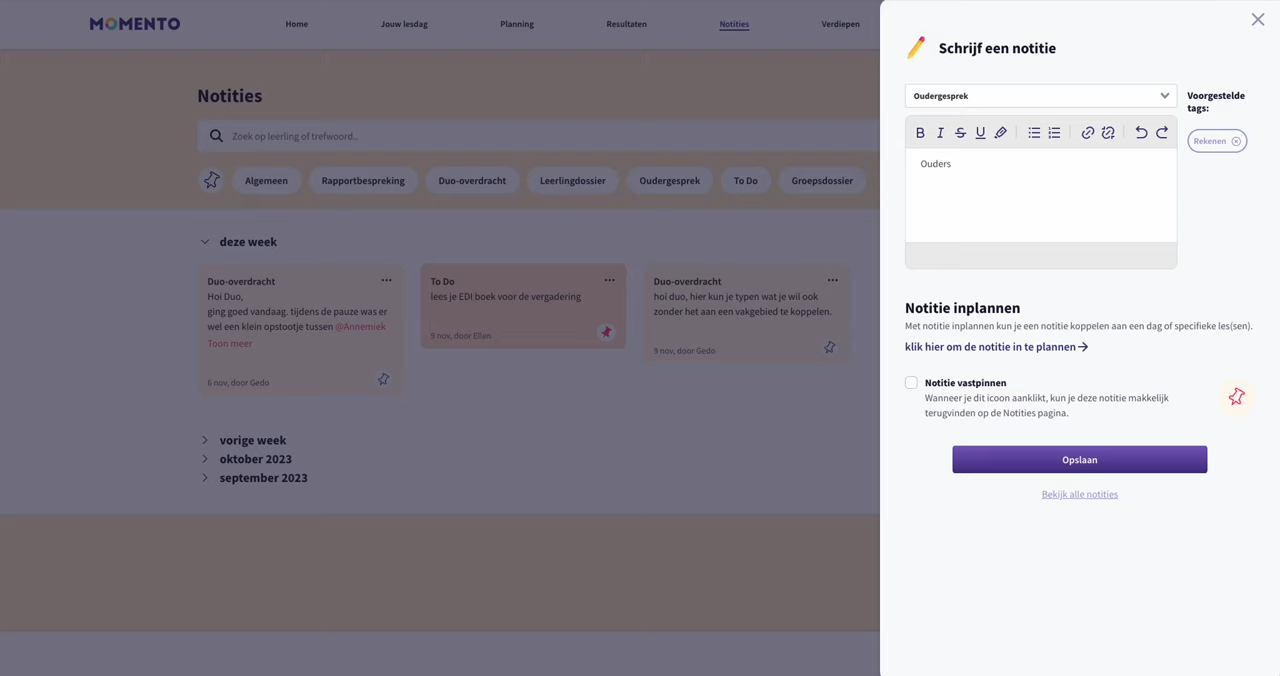 MOMENTO
Home
Jouw lesdag
Planning
Resultaten
Notities
Verdiepen
Notities
Zoek op leerling of trefwoord..
Algemeen
Rapportbespreking
Duo-overdracht
Leerlingdossier
Oudergesprek
To Do
Groepsdossier
deze week
Duo-overdracht
Hoi Duo,
ging goed vandaag. tijdens de pauze was er
wel een klein opstootje tussen @Annemiek
Toon meer
6 nov, door Gedo
To Do
lees je EDI boek voor de vergadering
9 nov, door Ellan
Duo-overdracht
hoi duo, hier kun je typen wat je wil ook
zonder het aan een vakgebied te koppelen.
9 nov, door Gedo
vorige week
oktober 2023
september 2023
Schrijf een notitie
Oudergesprek
Voorgestelde
tags:
Rekenen
Ouders
Notitie inplannen
Met notitie inplannen kun je een notitie koppelen aan een dag of specifieke les(sen).
klik hier om de notitie in te plannen
Notitie vastpinnen
Wanneer je dit icoon aanklikt, kun je deze notitie makkelijk
terugvinden op de Notities pagina.
Opslaan
Bekijk alle notities